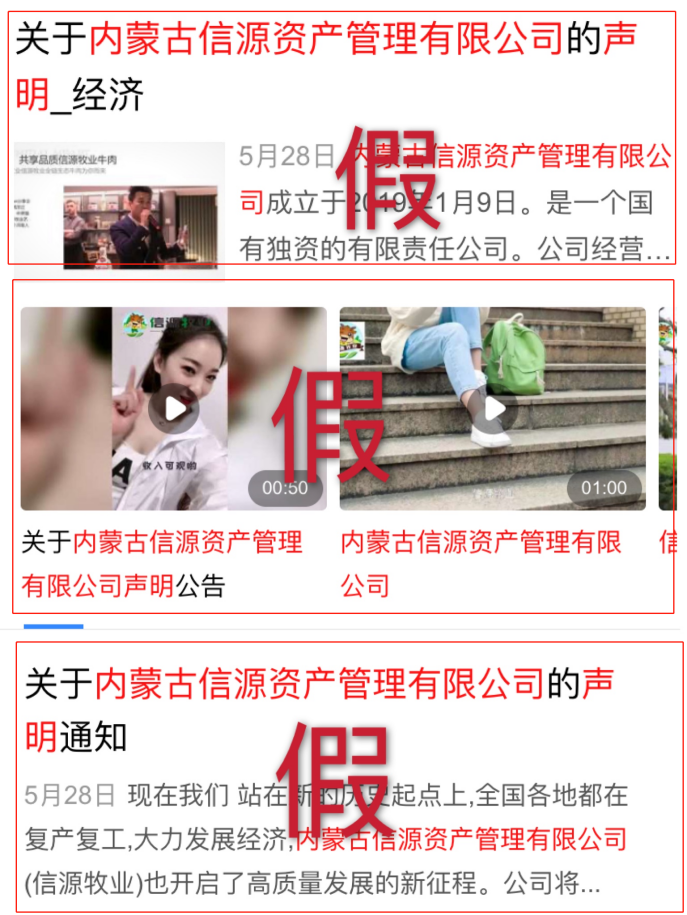 关于内蒙古信源资产管理有限公司的声
明_经济
共享品质信源牧业牛肉
5月28日 内蒙古信源资产管理有限公
司成立于2019年1月9日。是一个国
有独资的有限责任公司。公司经营...
假
信源牧业
收入可观哟
00:50
01:00
假
关于内蒙古信源资产管理
有限公司声明公告
内蒙古信源资产管理有限
公司
信
关于内蒙古信源资产管理有限公司的声
明通知
5月28日 现在我们 站在新的历史起点上,全国各地都在
复产复工,大力发展经济,内蒙古信源资产管理有限公司
(信源牧业)也开启了高质量发展的新征程。公司将...
假